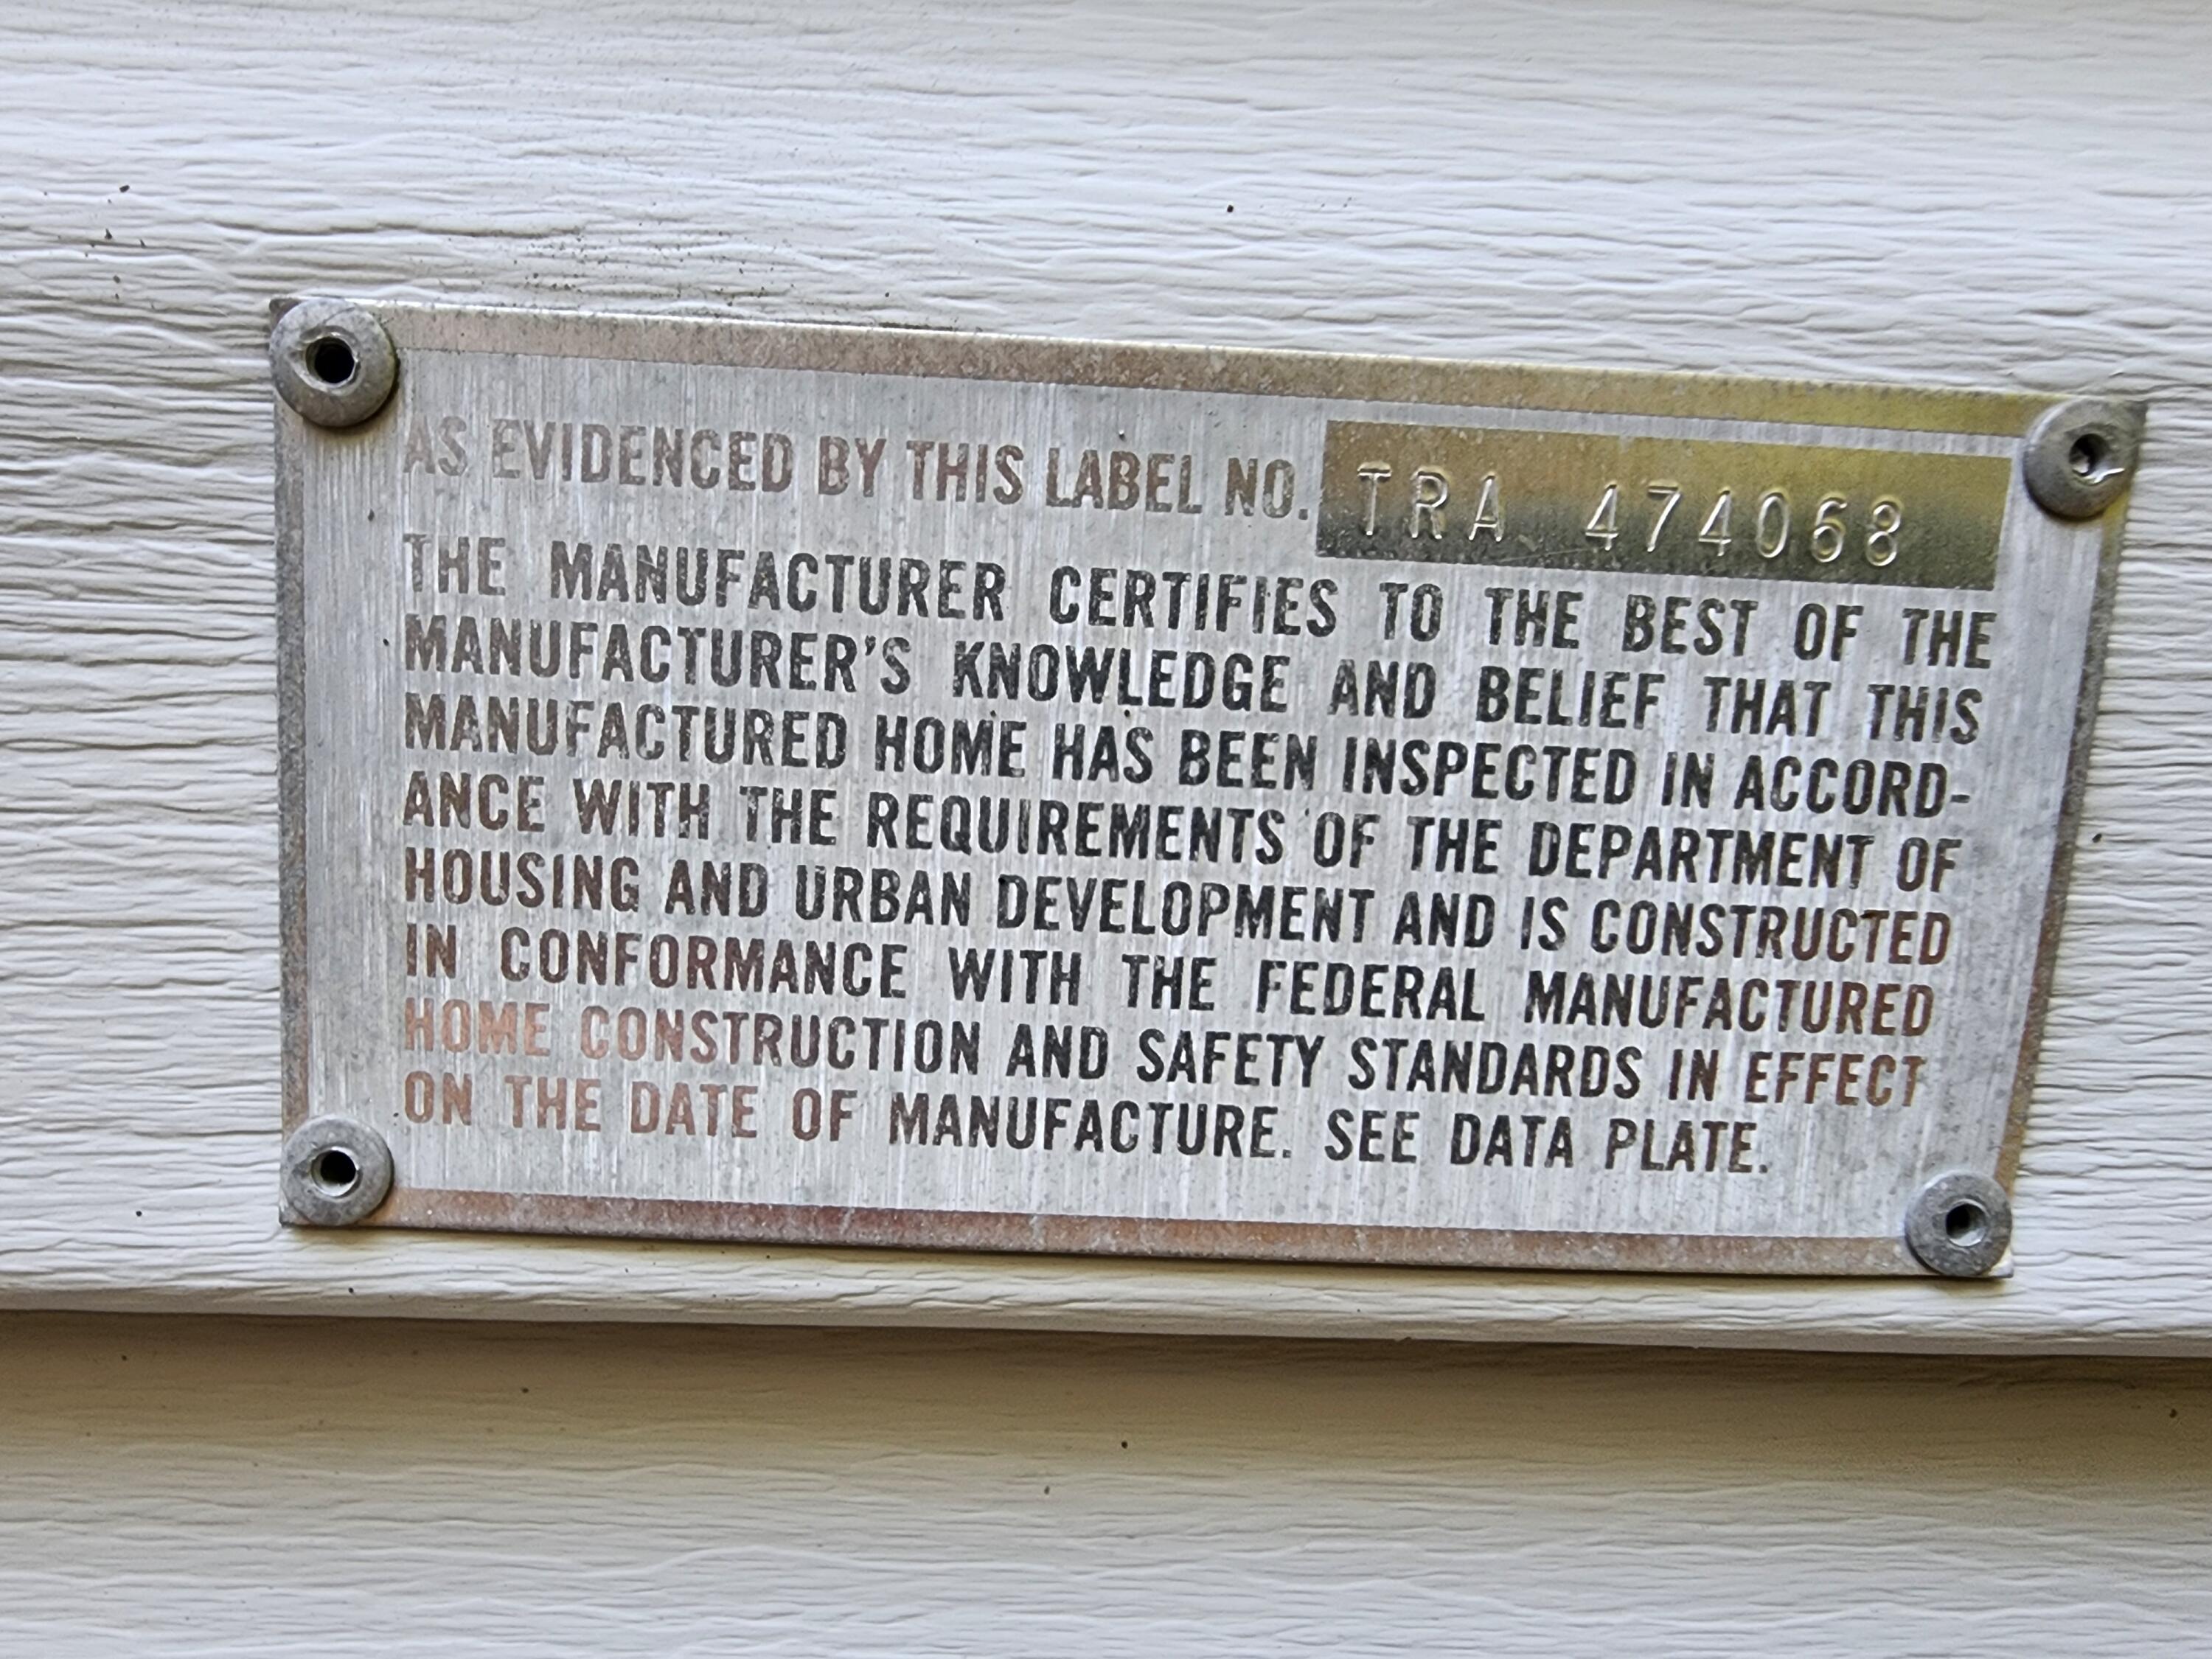 AS EVIDENCED BY THIS LABEL NO. TRA 474068
THE MANUFACTURER CERTIFIES TO THE BEST OF THE
MANUFACTURER'S KNOWLEDGE AND BELIEF THAT THIS
MANUFACTURED HOME HAS BEEN INSPECTED IN ACCORD-
ANCE WITH THE REQUIREMENTS OF THE DEPARTMENT OF
HOUSING AND URBAN DEVELOPMENT AND IS CONSTRUCTED
IN CONFORMANCE WITH THE FEDERAL MANUFACTURED
HOME CONSTRUCTION AND SAFETY STANDARDS IN EFFECT
ON THE DATE OF MANUFACTURE. SEE DATA PLATE.